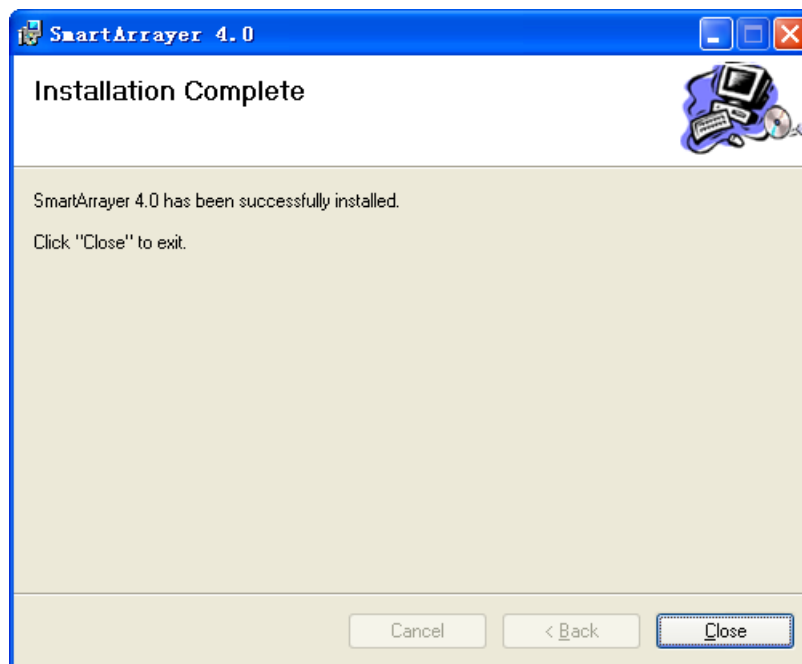 SmartArrayer 4.0
Installation Complete
SmartArrayer 4.0 has been successfully installed.
Click "Close" to exit.
Cancel
< Back
Close